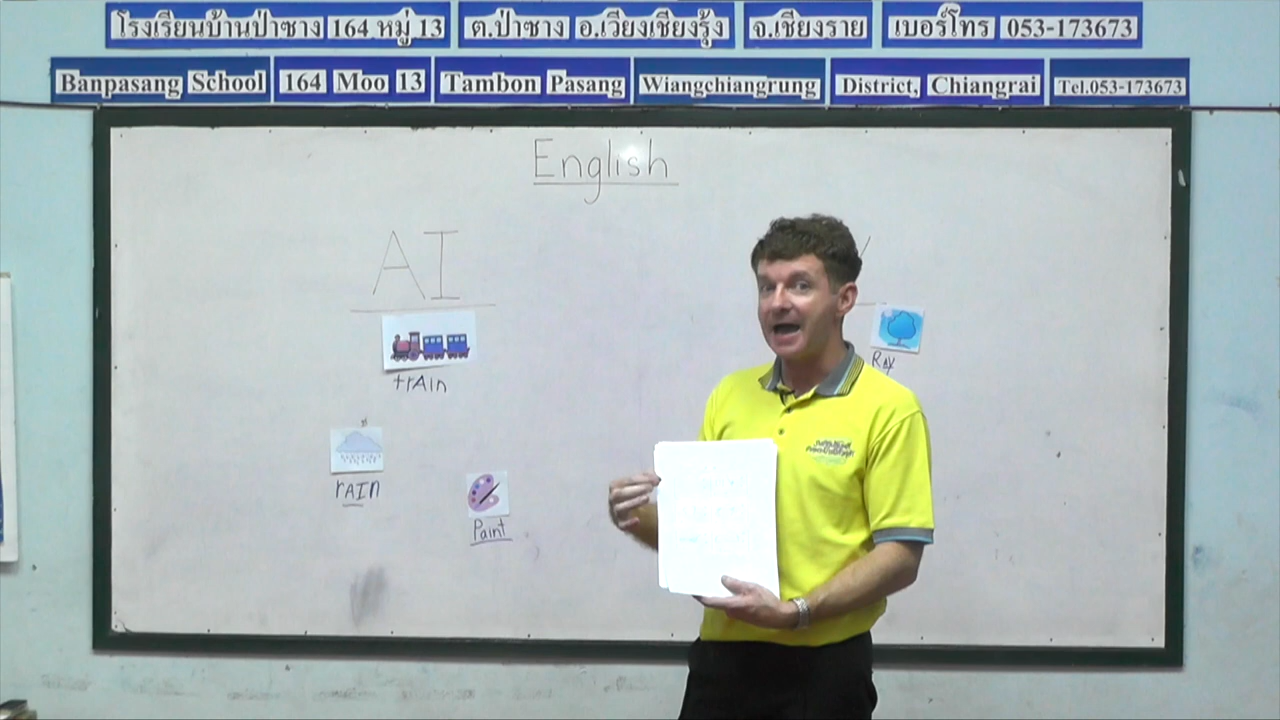 โรงเรียนบ้านป่าซาง 164 หมู่ 13 ต.ป่าซาง อ.เวียงเชียงรุ้ง จ.เชียงราย เบอร์โทร 053-173673
Banpasang School 164 Moo 13 Tambon Pasang Wiangchiangrung District, Chiangrai Tel.053-173673
English
AI
trAIn
RAy
rAIn
Paint